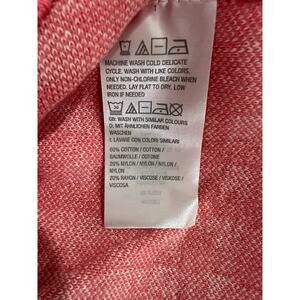 MACHINE WASH COLD DELICATE
CYCLE, WASH WITH LIKE COLORS.
ONLY NON-CHLORINE BLEACH WHEN
NEEDED. LAY FLAT TO DRY, LOW
IRON IF NEEDED
30
GB: WASH WITH SIMILAR COLOURS
D: MIT ÄHNLICHEN FARBEN
WASCHEN
I: LAVARE CON COLORI SIMILARI
60% COTTON / COTTON /
BAUMWOLLE / COTONE
20% NYLON / NYLON / NYLON /
NYLON
20% RAYON / VISCOSE / VISKOSE /
VISCOSA